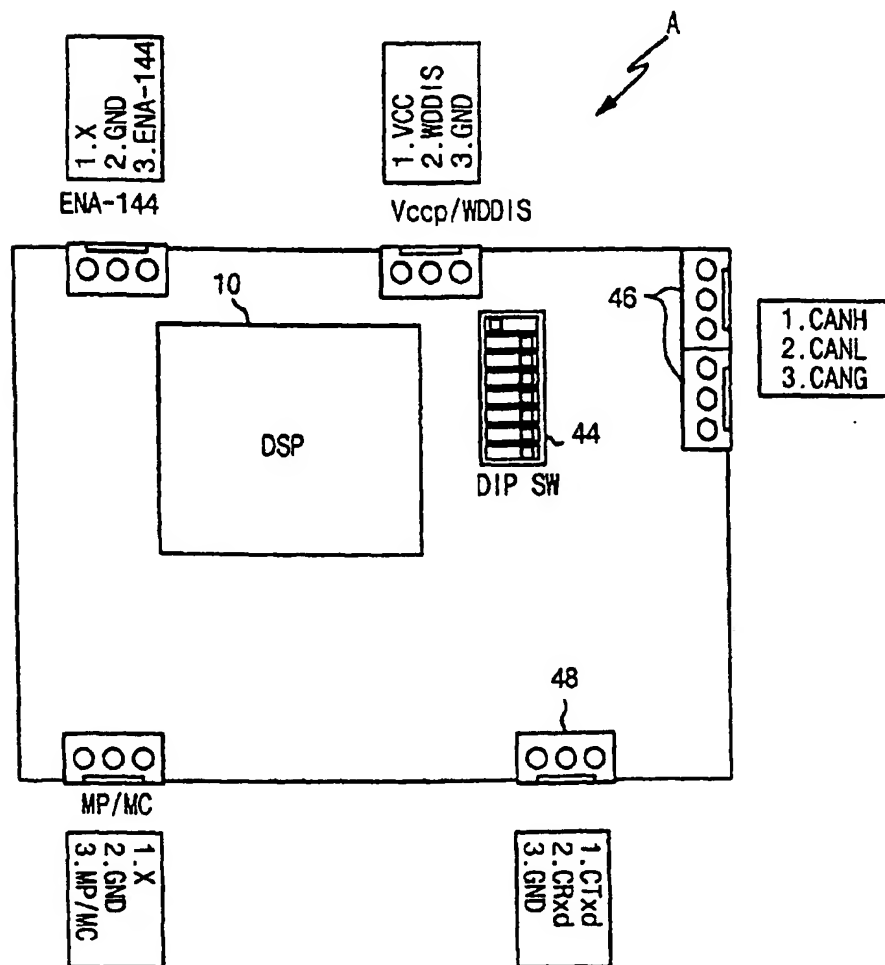 A
1.X
2.GND
3.ENA-144
1.VCC
2.WDDIS
3.GND
ENA-144
Vccp/WDDIS
10
46
1.CANH
2.CANL
3.CANG
DSP
44
DIP SW
48
MP/MC
1.X
2.GND
3.MP/MC
1.CTxd
2.CRxd
3.GND